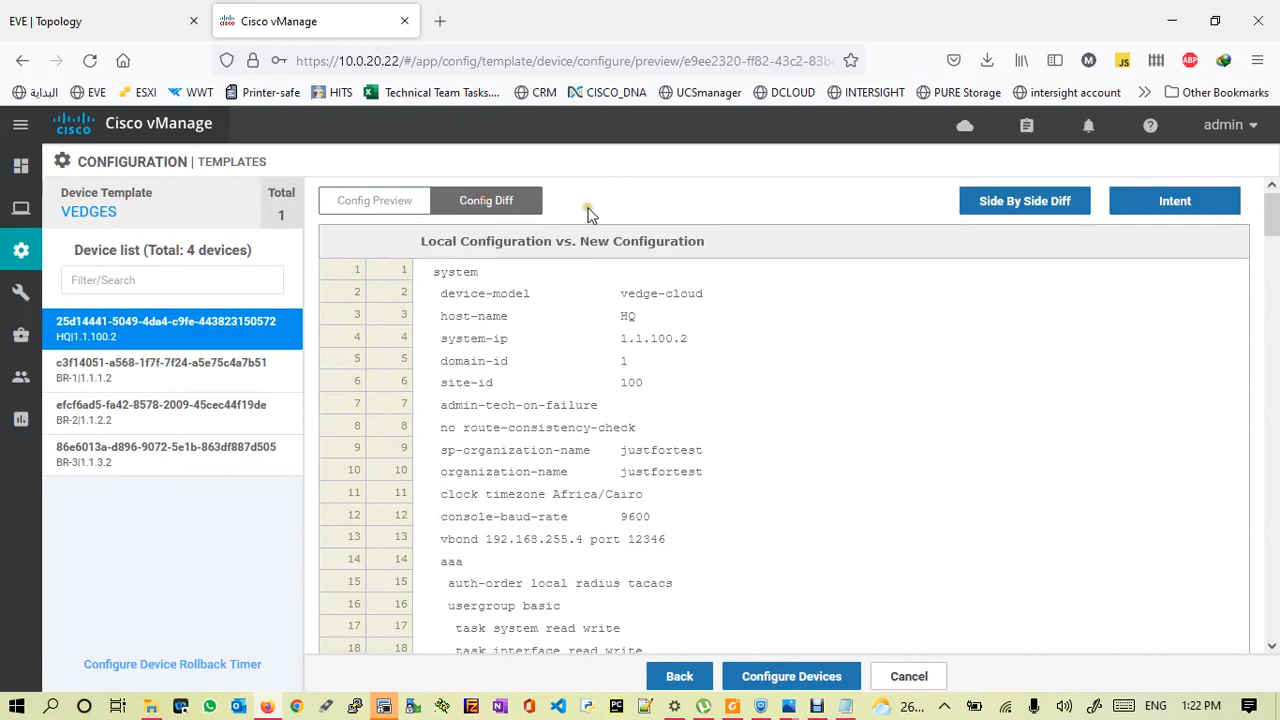 EVE | Topology
Cisco vManage
https://10.0.20.22/#/app/config/template/device/configure/preview/e9ee2320-ff82-43c2-83be
البداية
EVE
ESXI
WWT
Printer-safe
HITS
Technical Team Tasks....
CRM
CISCO_DNA
UCSmanager
DCLOUD
INTERSIGHT
PURE Storage
intersight account
Other Bookmarks
CISCO
Cisco vManage
admin
CONFIGURATION | TEMPLATES
Device Template
VEDGES
Total
1
Device list (Total: 4 devices)
Filter/Search
25d14441-5049-4da4-c9fe-443823150572
HQ|1.1.100.2
c3f14051-a568-1f7f-7f24-a5e75c4a7b51
BR-1|1.1.1.2
efcf6ad5-fa42-8578-2009-45cec44f19de
BR-2|1.1.2.2
86e6013a-d896-9072-5e1b-863df887d505
BR-3|1.1.3.2
Configure Device Rollback Timer
Config Preview
Config Diff
Side By Side Diff
Intent
Local Configuration vs. New Configuration
1 1 system
2 2 device-model vedge-cloud
3 3 host-name HQ
4 4 system-ip 1.1.100.2
5 5 domain-id 1
6 6 site-id 100
7 7 admin-tech-on-failure
8 8 no route-consistency-check
9 9 sp-organization-name justfortest
10 10 organization-name justfortest
11 11 clock timezone Africa/Cairo
12 12 console-baud-rate 9600
13 13 vbond 192.168.255.4 port 12346
14 14 aaa
15 15 auth-order local radius tacacs
16 16 usergroup basic
17 17 task system read write
18 18 task interface read write
Back
Configure Devices
Cancel
26...
1:22 PM